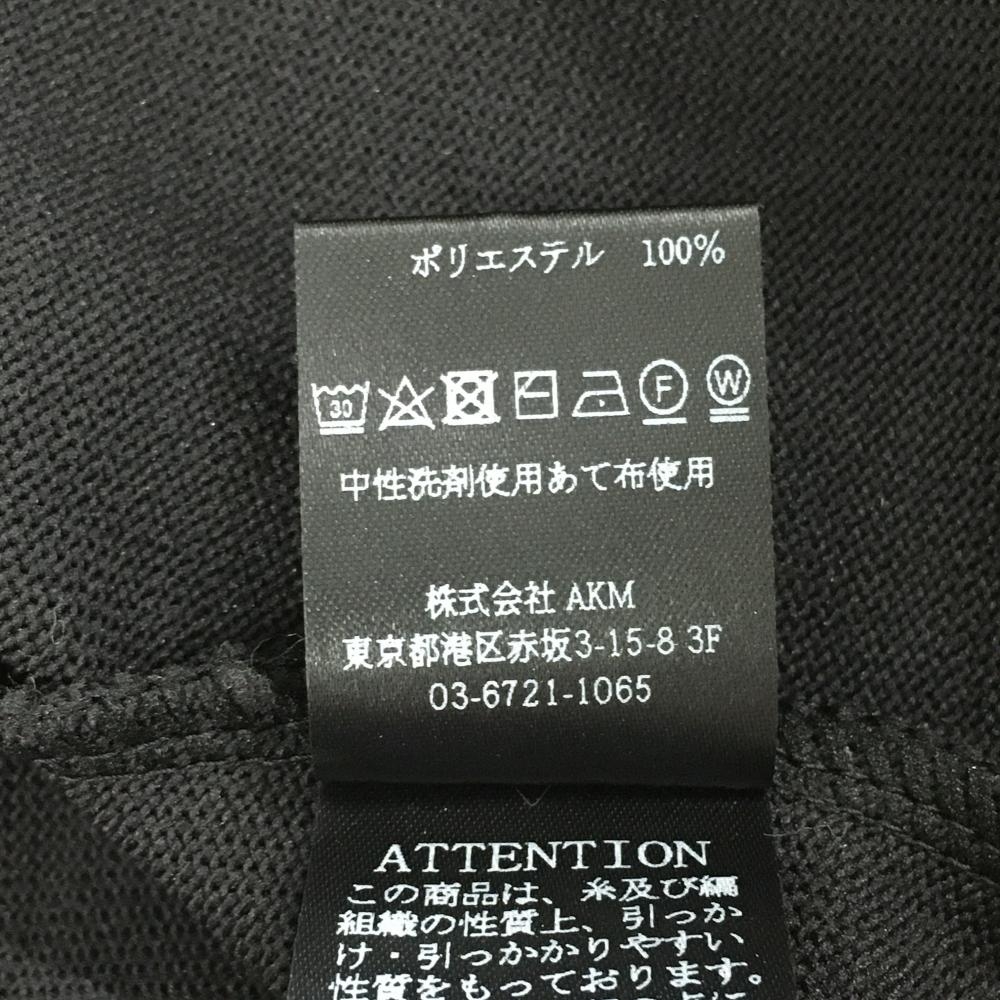 ポリエステル 100%
30 F W
中性洗剤使用あて布使用
株式会社 AKM
東京都港区赤坂3-15-8 3F
03-6721-1065
ATTENTION
この商品は、糸及び編
組織の性質上、引っか
け・引っかかりやすい
性質をもっております。